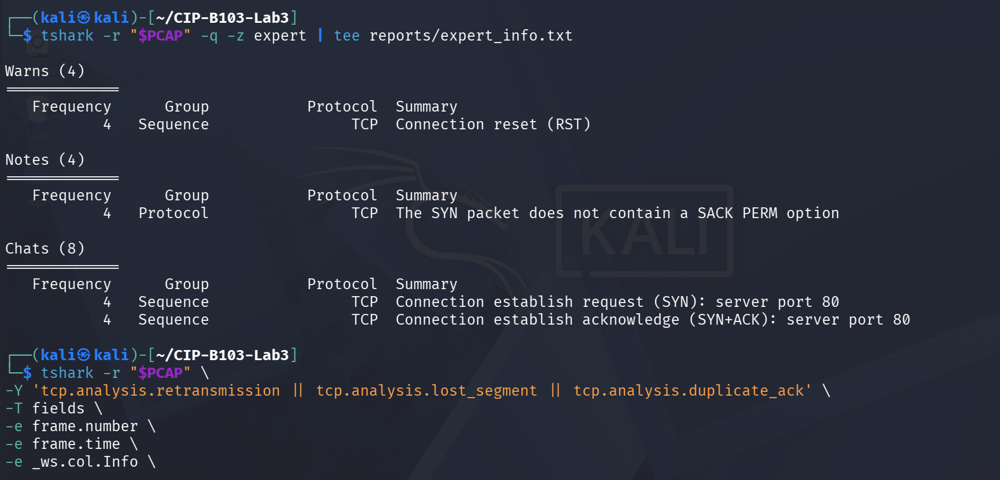 Home
┌──(kali㉿kali)-[~/CIP-B103-Lab3]
└─$ tshark -r "$PCAP" -q -z expert | tee reports/expert_info.txt
Warns (4)
=============
Frequency Group Protocol Summary
4 Sequence TCP Connection reset (RST)
Trash
Notes (4)
=============
Frequency Group Protocol Summary
4 Protocol TCP The SYN packet does not contain a SACK PERM option
KALI
Chats (8)
=============
Frequency Group Protocol Summary
4 Sequence TCP Connection establish request (SYN): server port 80
4 Sequence TCP Connection establish acknowledge (SYN+ACK): server port 80
┌──(kali㉿kali)-[~/CIP-B103-Lab3]
└─$ tshark -r "$PCAP" \
-Y 'tcp.analysis.retransmission || tcp.analysis.lost_segment || tcp.analysis.duplicate_ack' \
-T fields \
-e frame.number \
-e frame.time \
-e _ws.col.Info \